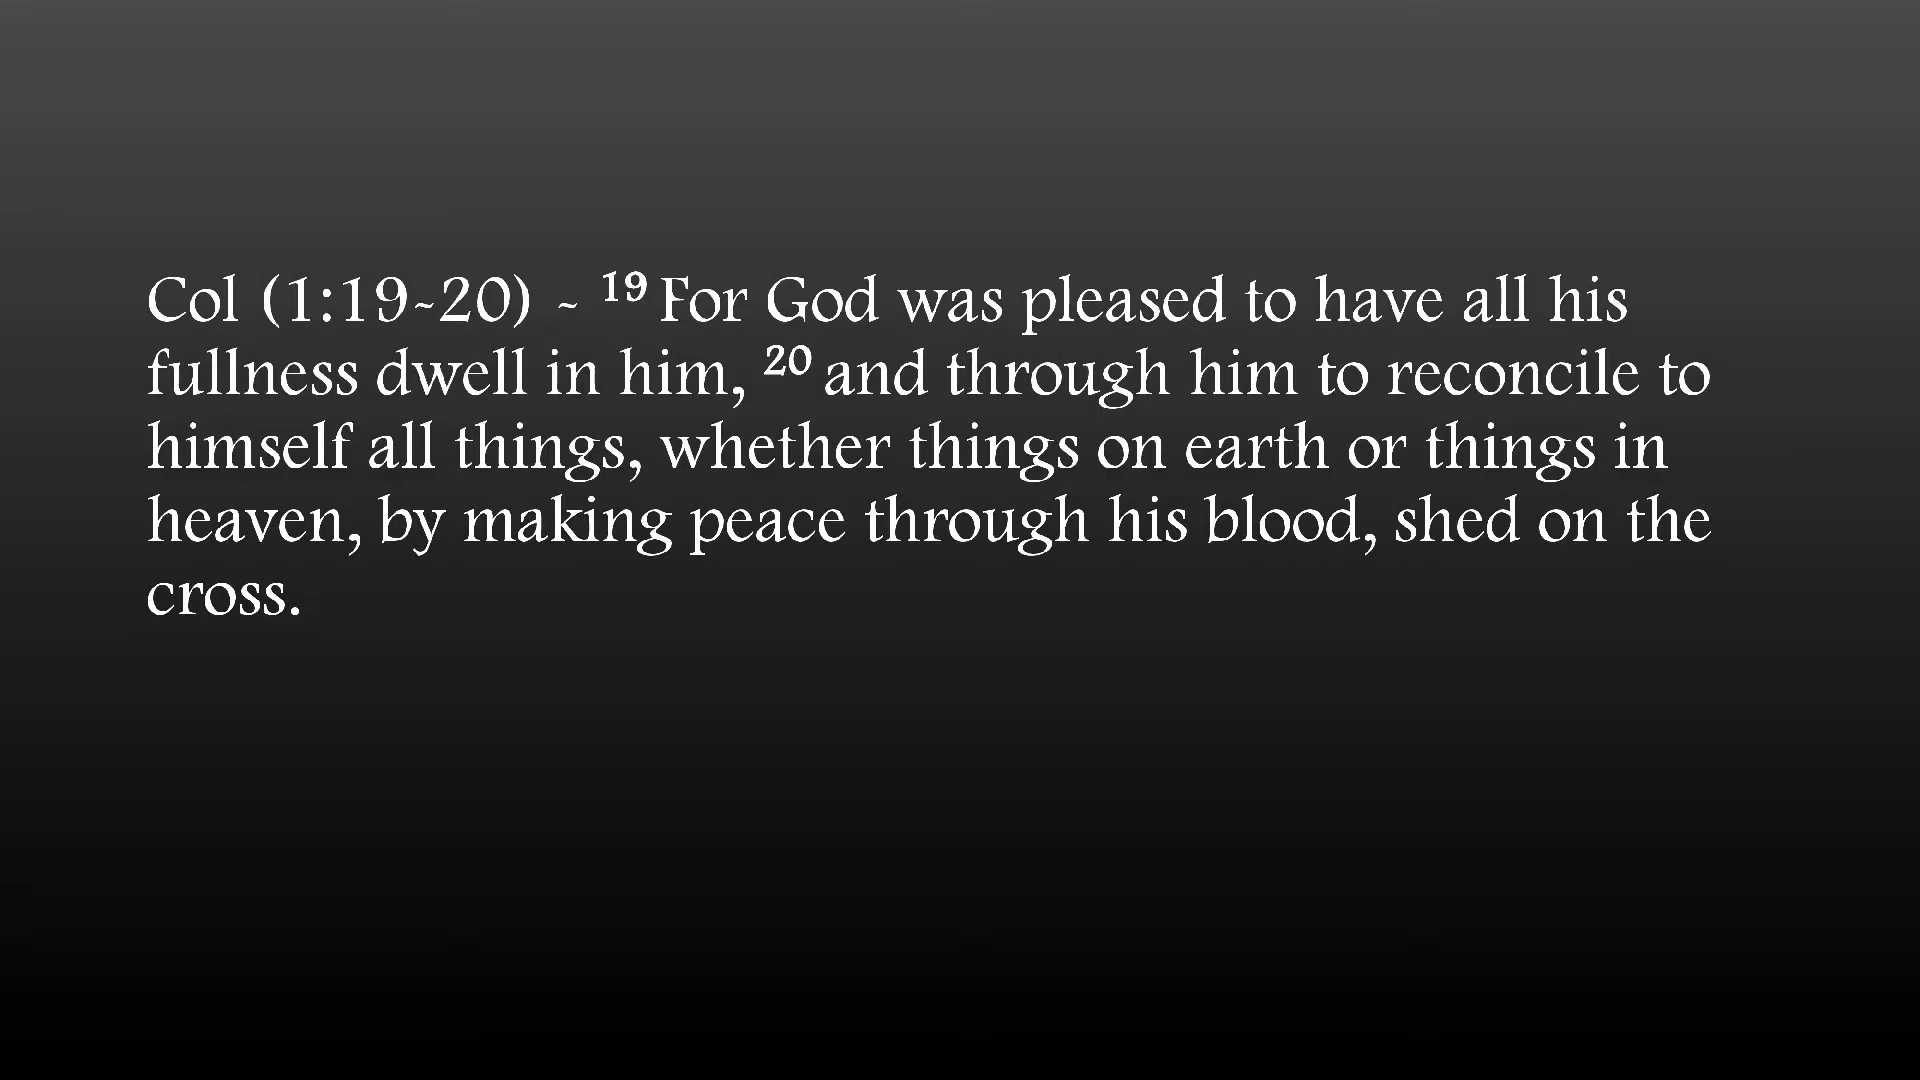 Col (1:19-20) - 19 For God was pleased to have all his
fullness dwell in him, 20 and through him to reconcile to
himself all things, whether things on earth or things in
heaven, by making peace through his blood, shed on the
cross.